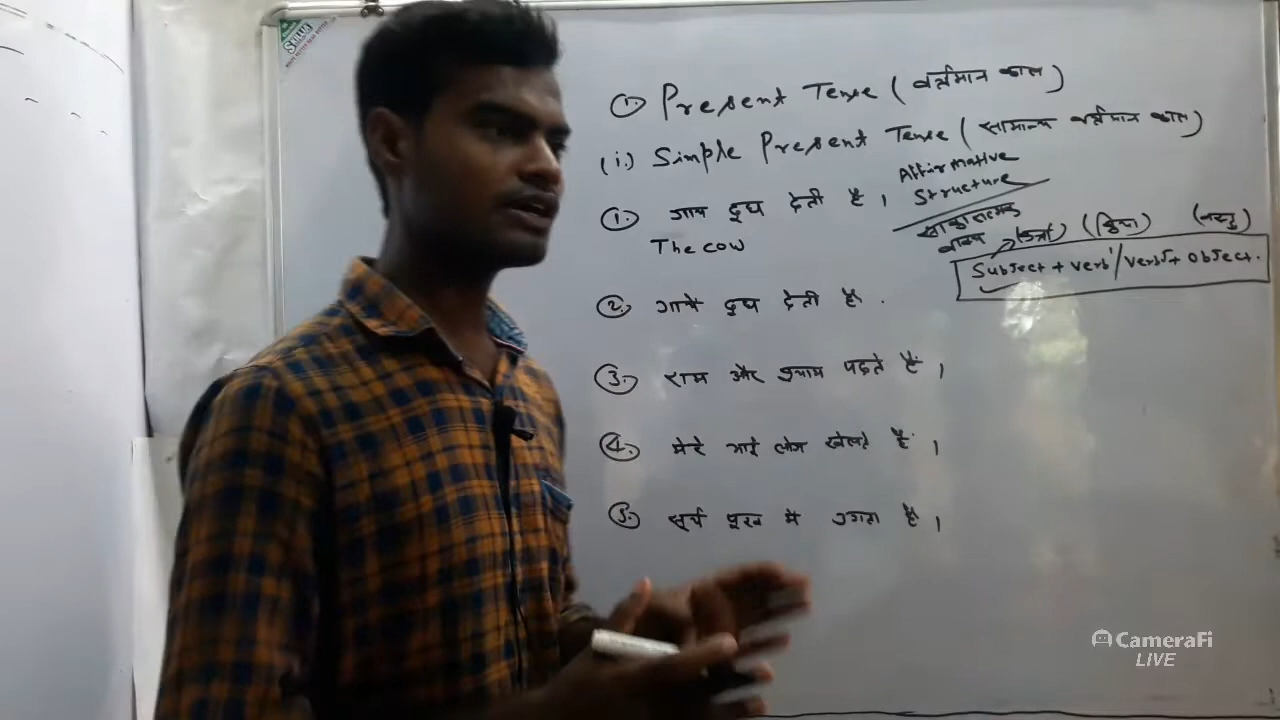 ①. Present Tense (वर्तमान काल)
(i.) Simple Present Tense (सामान्य वर्तमान काल)
Affirmative
Structure
①. गाय दूध देती है ।
The cow
वाक्य
(कर्ता) (क्रिया) (वस्तु)
Subject + Verb¹/Verb⁵ + Object.
②. गायें दूध देती हैं .
③. राम और श्याम पढ़ते हैं ।
④. मेरे भाई लोग खेलते हैं ।
⑤. सूर्य पूरब में उगता है ।
CameraFi
LIVE